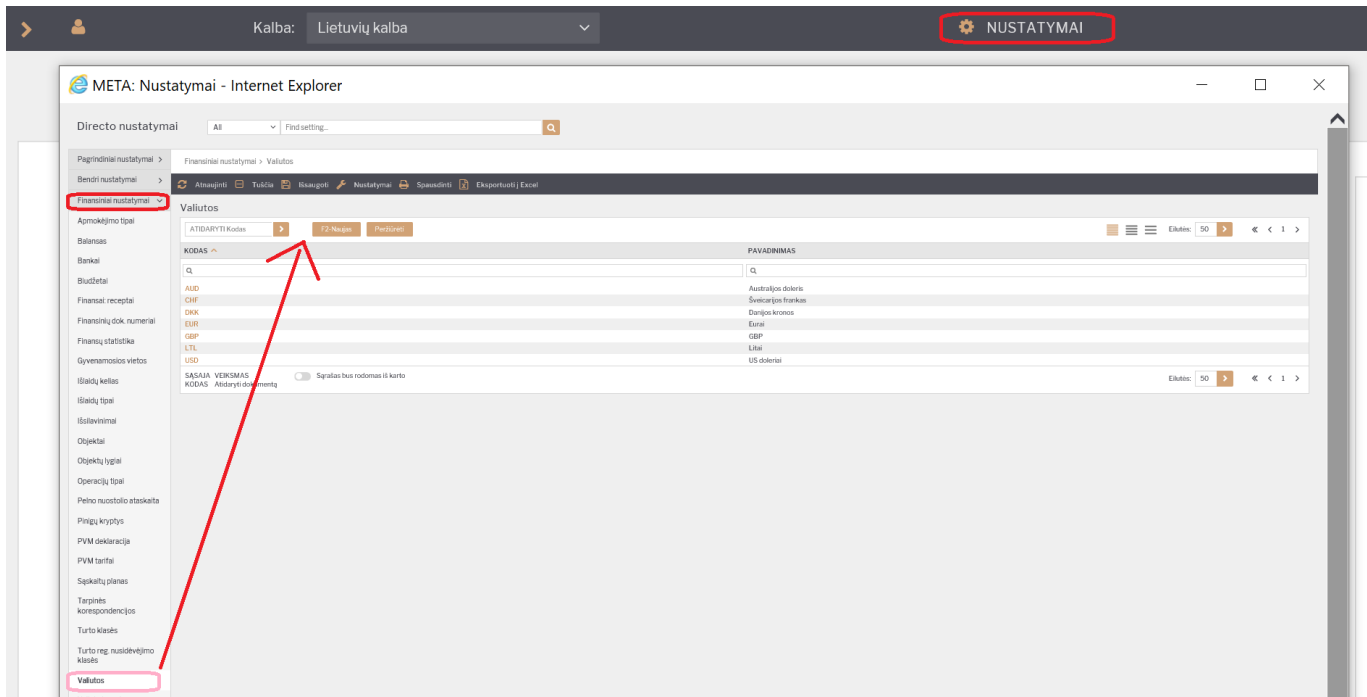 Kalba: Lietuvių kalba
NUSTATYMAI
META: Nustatymai - Internet Explorer
Directo nustatymai
All
Find setting..
Pagrindiniai nustatymai >
Bendri nustatymai >
Finansiniai nustatymai
Apmokėjimo tipai
Balansas
Bankai
Biudžetai
Finansai: receptai
Finansinių dok. numeriai
Finansų statistika
Gyvenamosios vietos
Išlaidų kelias
Išlaidų tipai
Išsilavinimai
Objektai
Objektų lygiai
Operacijų tipai
Pelno nuostolio ataskaita
Pinigų kryptys
PVM deklaracija
PVM tarifai
Sąskaitų planas
Tarpinės
korespondencijos
Turto klasės
Turto reg. nusidėvėjimo
klasės
Valiutos
Finansiniai nustatymai > Valiutos
Atnaujinti Tuščia Išsaugoti Nustatymai Spausdinti Eksportuoti į Excel
Valiutos
ATIDARYTI Kodas > F2-Naujas Peržiūrėti Eilutės: 50 > « < 1 >
KODAS PAVADINIMAS
AUD Australijos doleris
CHF Šveicarijos frankas
DKK Danijos kronos
EUR Eurai
GBP GBP
LTL Litai
USD US doleriai
SĄSAJA VEIKSMAS Sąrašas bus rodomas iš karto
KODAS Atidaryti dokumentą
Eilutės: 50 > « < 1 >